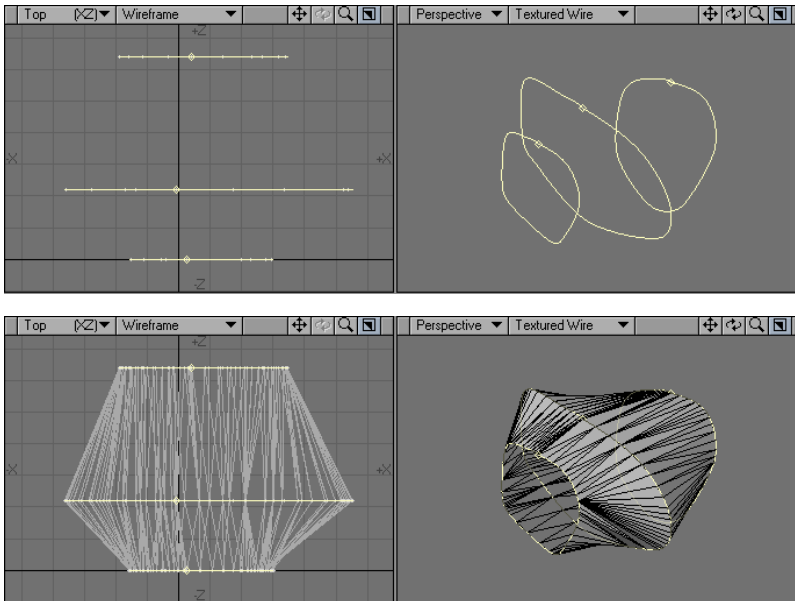 Top (XZ) Wireframe Perspective Textured Wire
+Z
-X +X
-Z
Top (XZ) Wireframe Perspective Textured Wire
+Z
-X +X
-Z